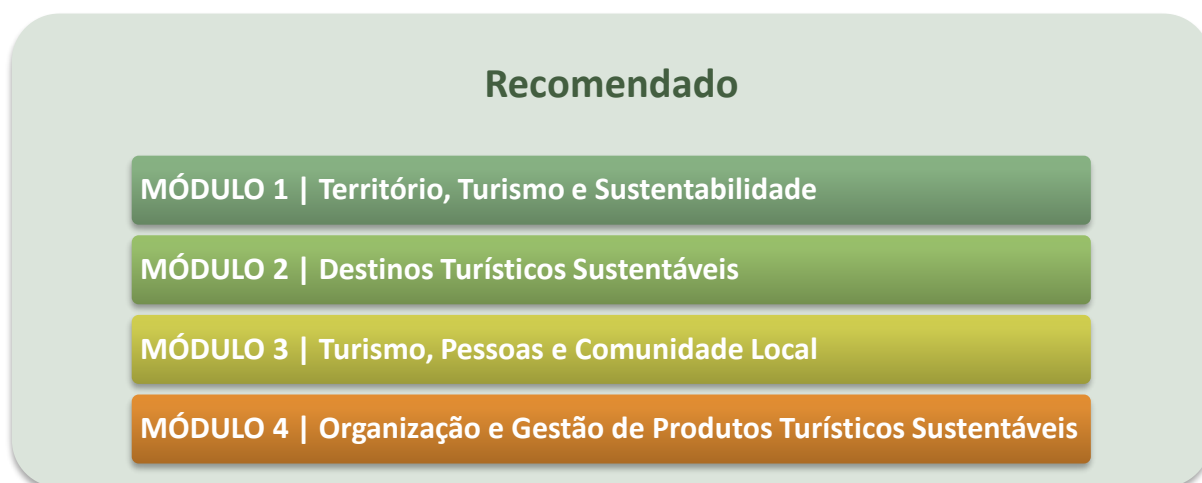 Recomendado
MÓDULO 1 | Território, Turismo e Sustentabilidade
MÓDULO 2 | Destinos Turísticos Sustentáveis
MÓDULO 3 | Turismo, Pessoas e Comunidade Local
MÓDULO 4 | Organização e Gestão de Produtos Turísticos Sustentáveis